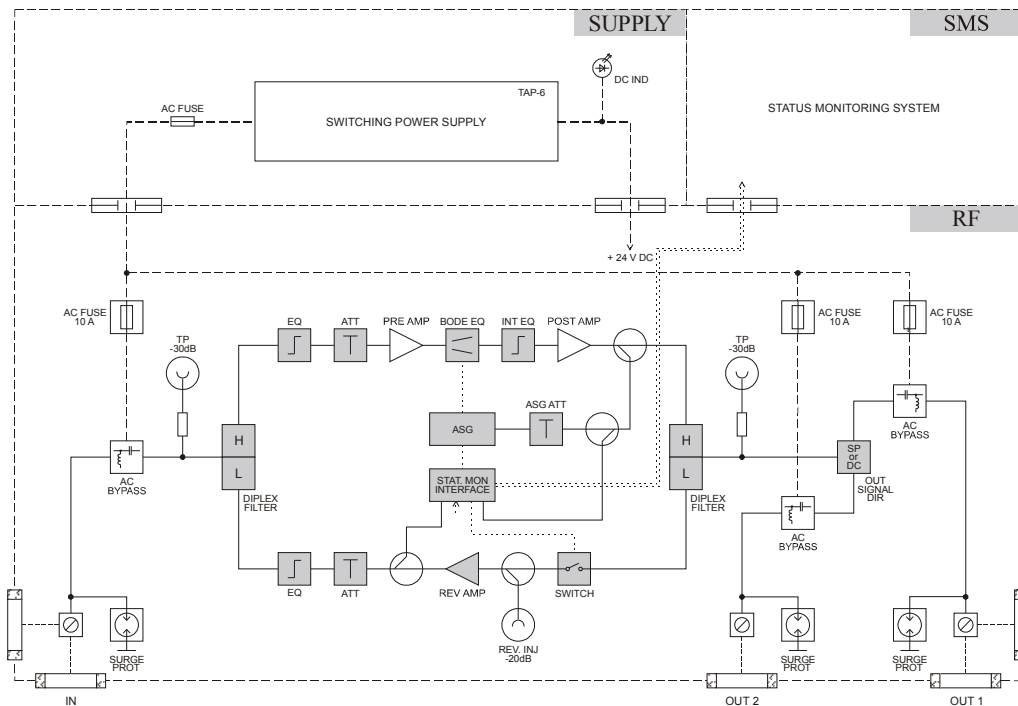 SUPPLY
SMS
TAP-6
DC IND
AC FUSE
SWITCHING POWER SUPPLY
STATUS MONITORING SYSTEM
RF
+ 24 V DC
AC FUSE
10 A
AC FUSE
10 A
AC FUSE
10 A
EQ
ATT
PRE AMP
BODE EQ
INT EQ
POST AMP
TP
-30dB
TP
-30dB
ASG ATT
ASG
H
L
H
L
AC
BYPASS
SP
or
DC
OUT
SIGNAL
DIR
AC
BYPASS
DIPLEX
FILTER
STAT. MON
INTERFACE
DIPLEX
FILTER
AC
BYPASS
EQ
ATT
REV AMP
SWITCH
REV. INJ
-20dB
SURGE
PROT
SURGE
PROT
SURGE
PROT
IN
OUT 2
OUT 1